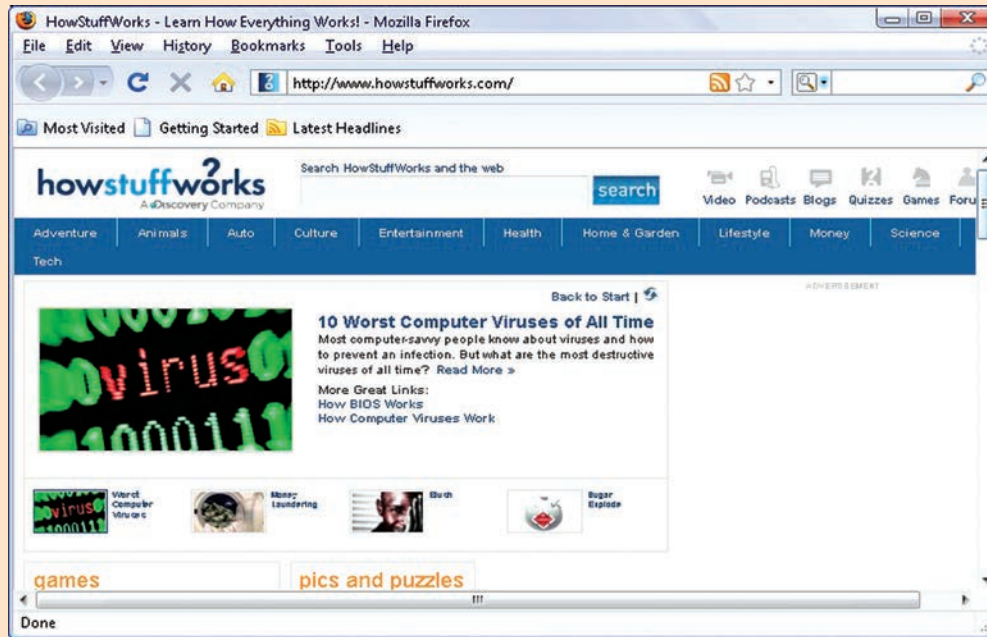 HowStuffWorks - Learn How Everything Works! - Mozilla Firefox
File Edit View History Bookmarks Tools Help
http://www.howstuffworks.com/
Most Visited Getting Started Latest Headlines
howstuffworks
A Discovery Company
Search HowStuffWorks and the web
search
Video Podcasts Blogs Quizzes Games Foru
Adventure Animals Auto Culture Entertainment Health Home & Garden Lifestyle Money Science
Tech
ADVERTISEMENT
Back to Start |
virus
1000111
10 Worst Computer Viruses of All Time
Most computer-savvy people know about viruses and how
to prevent an infection. But what are the most destructive
viruses of all time? Read More »
More Great Links:
How BIOS Works
How Computer Viruses Work
virus
1000111
Worst
Computer
Viruses
Money
Laundering
Blush
Sugar
Explode
games
pics and puzzles
Done